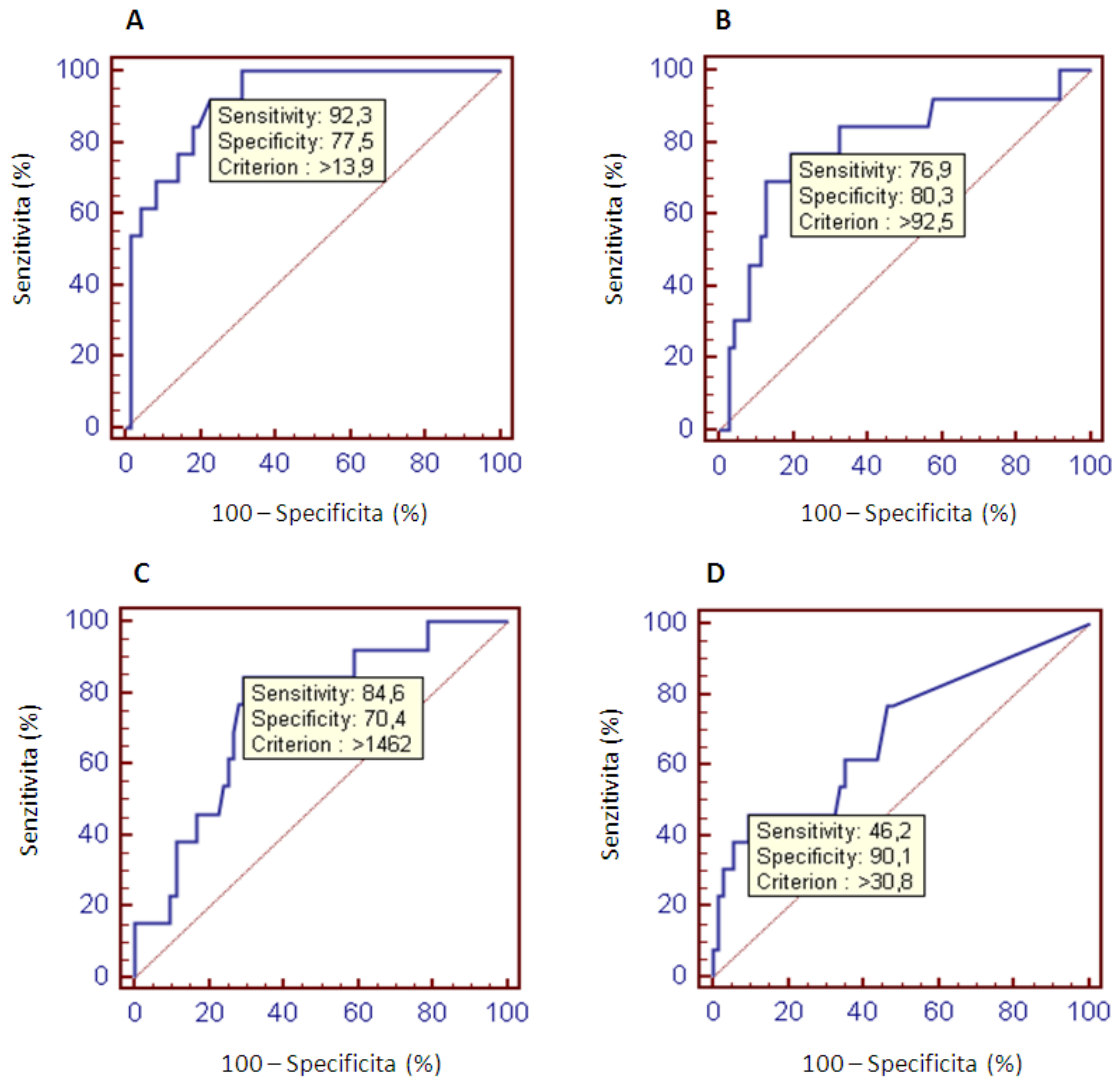 A
Senzitivita (%)
100
80
60
40
20
0
Sensitivity: 92,3
Specificity: 77,5
Criterion : >13,9
0 20 40 60 80 100
100 – Specificita (%)
B
Senzitivita (%)
100
80
60
40
20
0
Sensitivity: 76,9
Specificity: 80,3
Criterion : >92,5
0 20 40 60 80 100
100 – Specificita (%)
C
Senzitivita (%)
100
80
60
40
20
0
Sensitivity: 84,6
Specificity: 70,4
Criterion : >1462
0 20 40 60 80 100
100 – Specificita (%)
D
Senzitivita (%)
100
80
60
40
20
0
Sensitivity: 46,2
Specificity: 90,1
Criterion : >30,8
0 20 40 60 80 100
100 – Specificita (%)